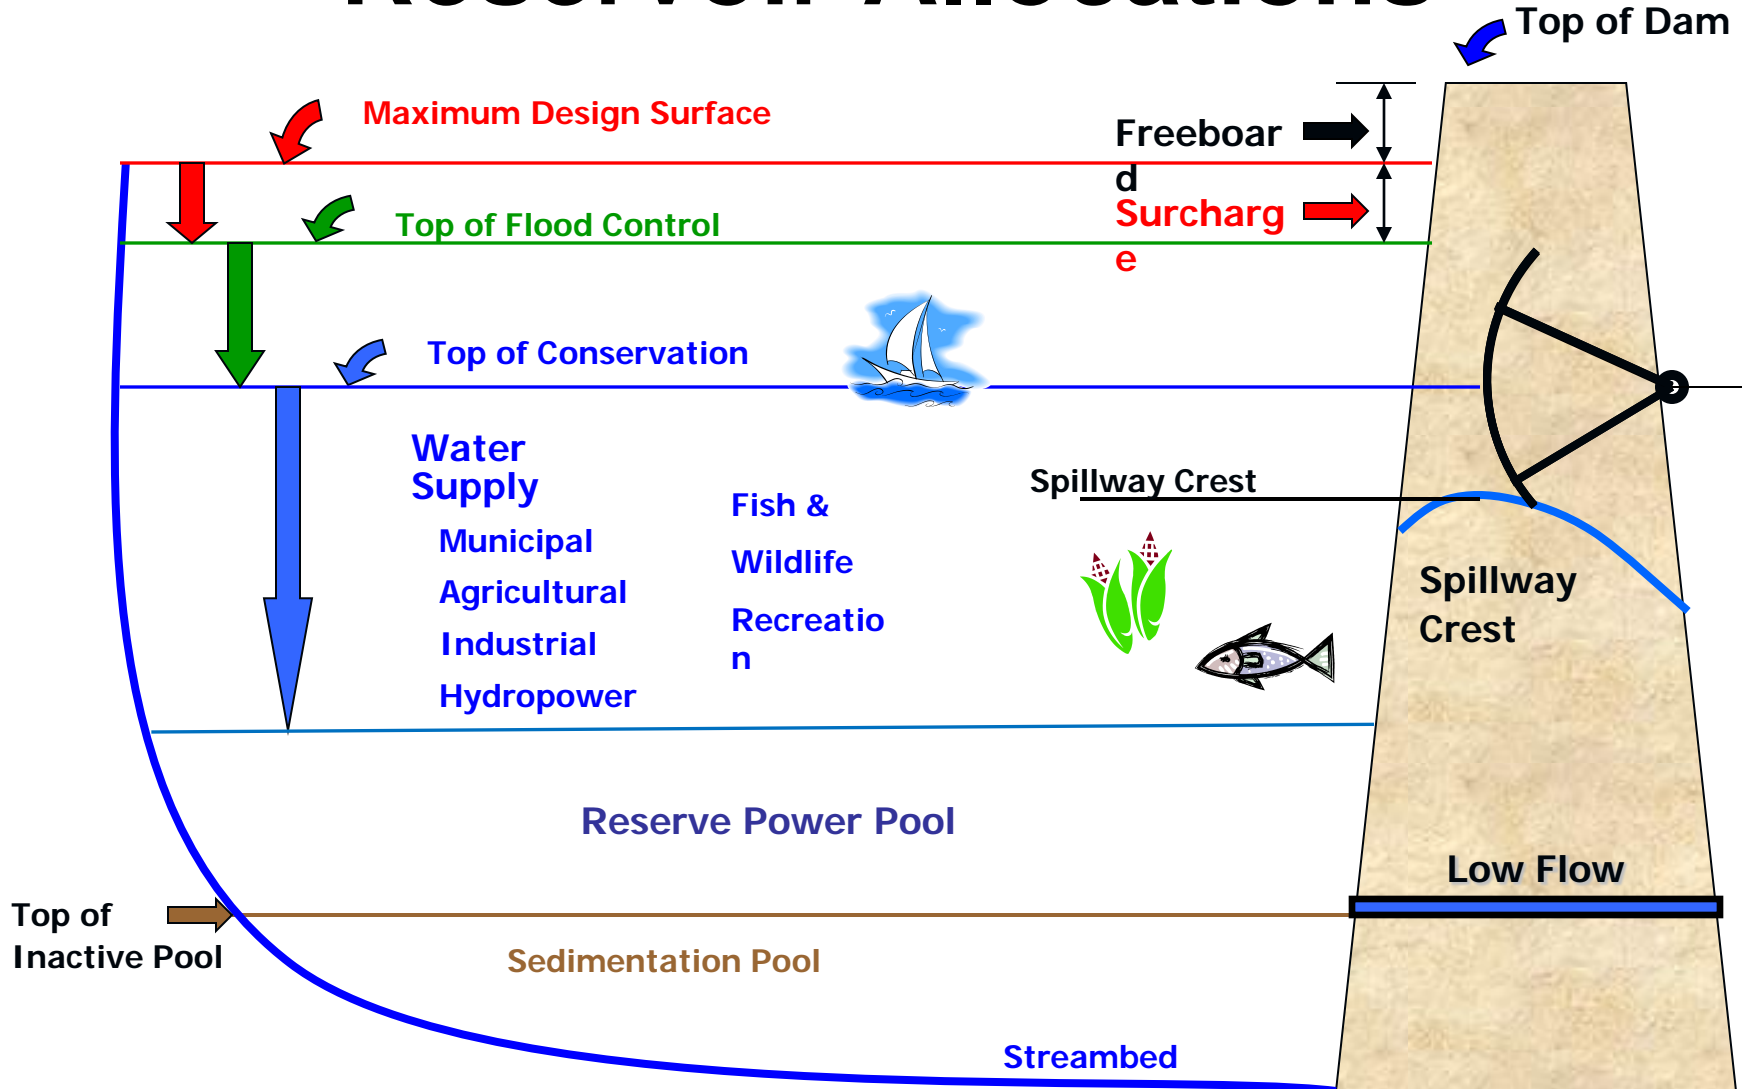 Reservoir Allocations
Top of Dam
Maximum Design Surface
Freeboar
d
Surcharg
e
Top of Flood Control
Top of Conservation
Water
Supply
Municipal
Agricultural
Industrial
Hydropower
Fish &
Wildlife
Recreatio
n
Spillway Crest
Spillway
Crest
Reserve Power Pool
Low Flow
Top of
Inactive Pool
Sedimentation Pool
Streambed